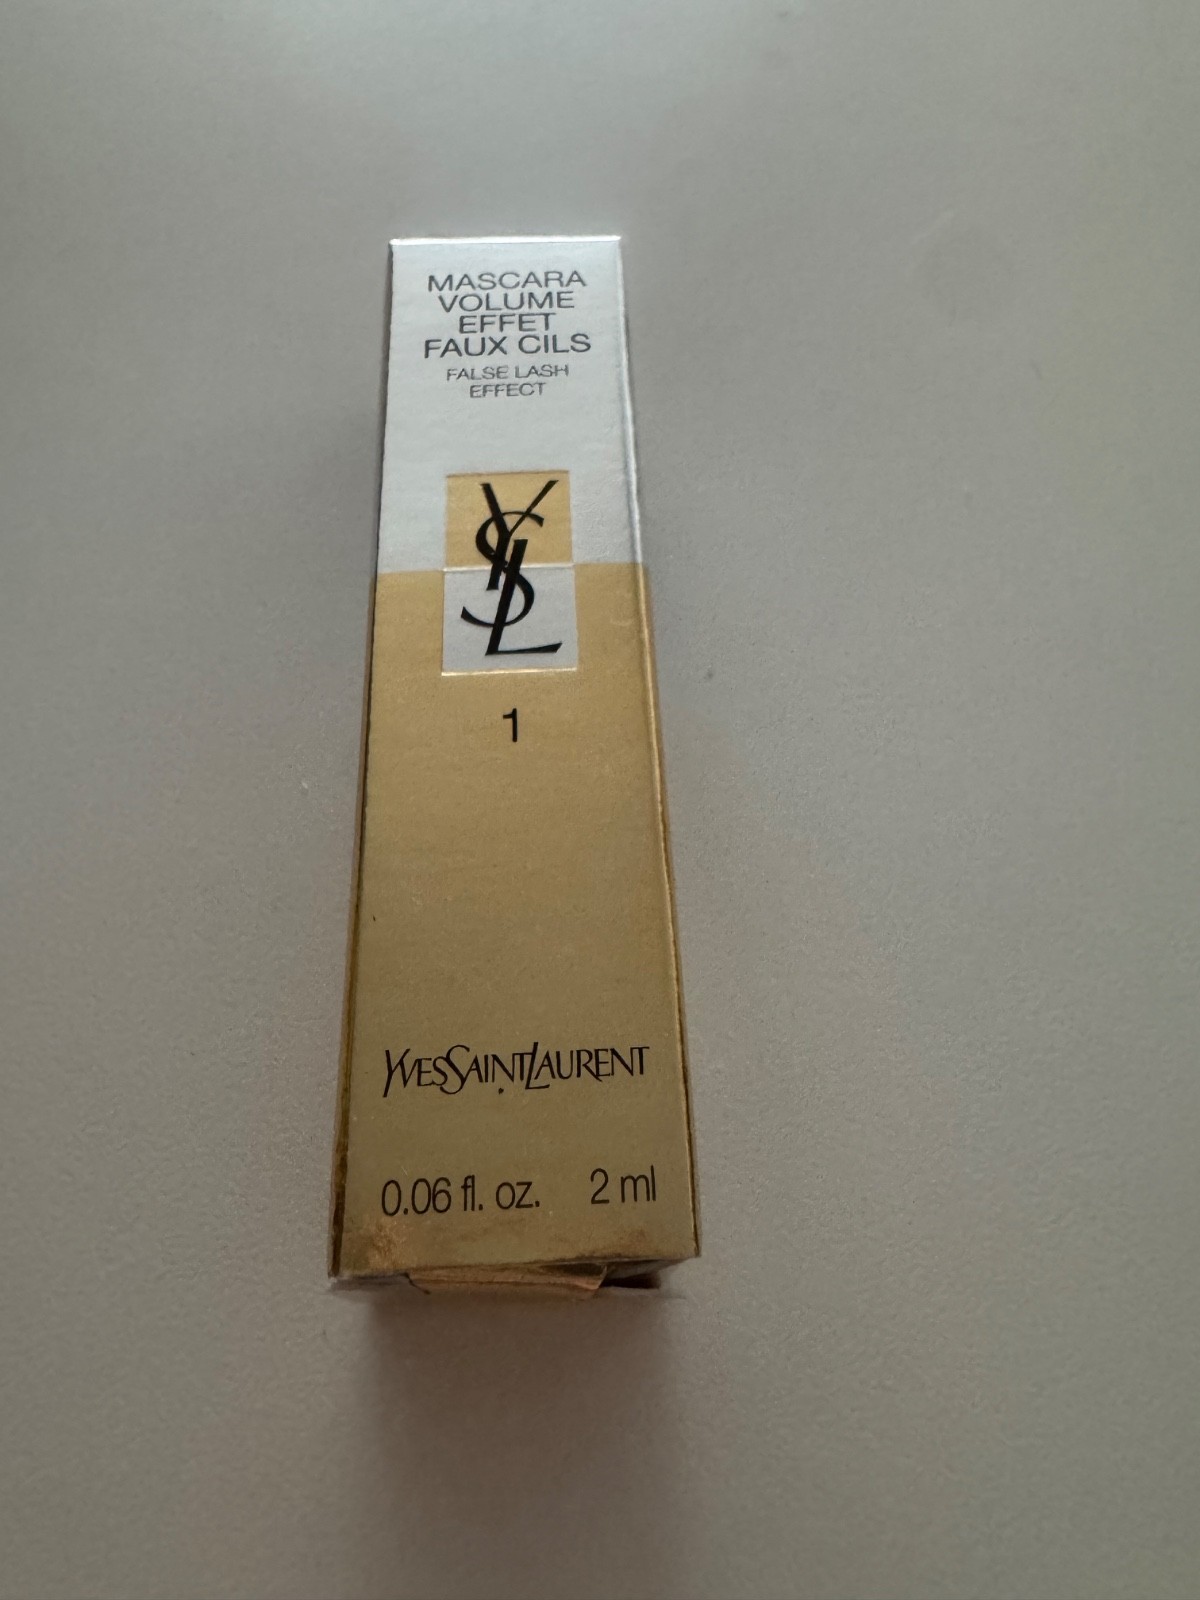 MASCARA
VOLUME
EFFET
FAUX CILS
FALSE LASH
EFFECT
YSL
1
YVESSAINTLAURENT
0.06 fl. oz. 2 ml